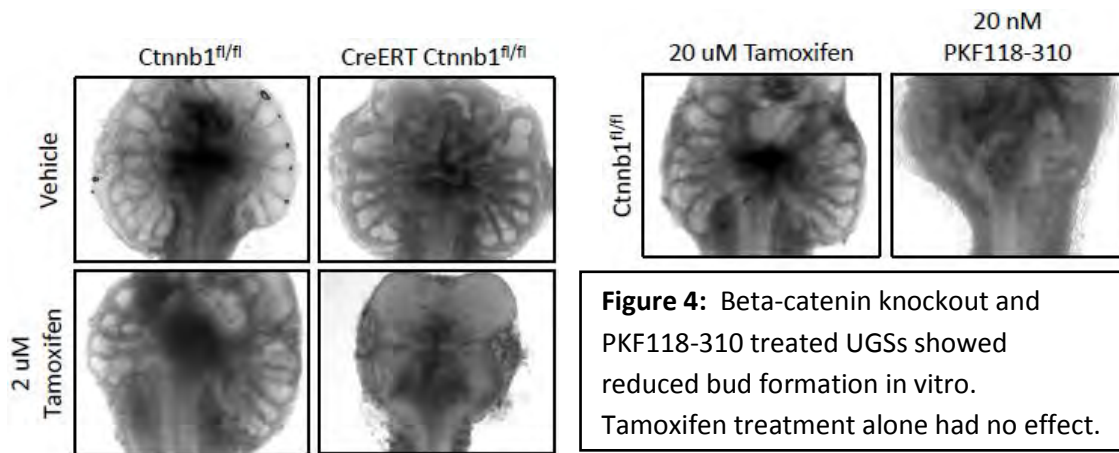 Ctnnb1fl/fl
CreERT Ctnnb1fl/fl
Vehicle
2 uM
Tamoxifen
20 uM Tamoxifen
20 nM
PKF118-310
Ctnnb1fl/fl
Figure 4: Beta-catenin knockout and
PKF118-310 treated UGSs showed
reduced bud formation in vitro.
Tamoxifen treatment alone had no effect.